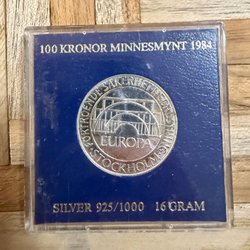 100 KRONOR MINNESMYNT 1984
EUROPA
STOCKHOLM
SILVER 925/1000 16 GRAM